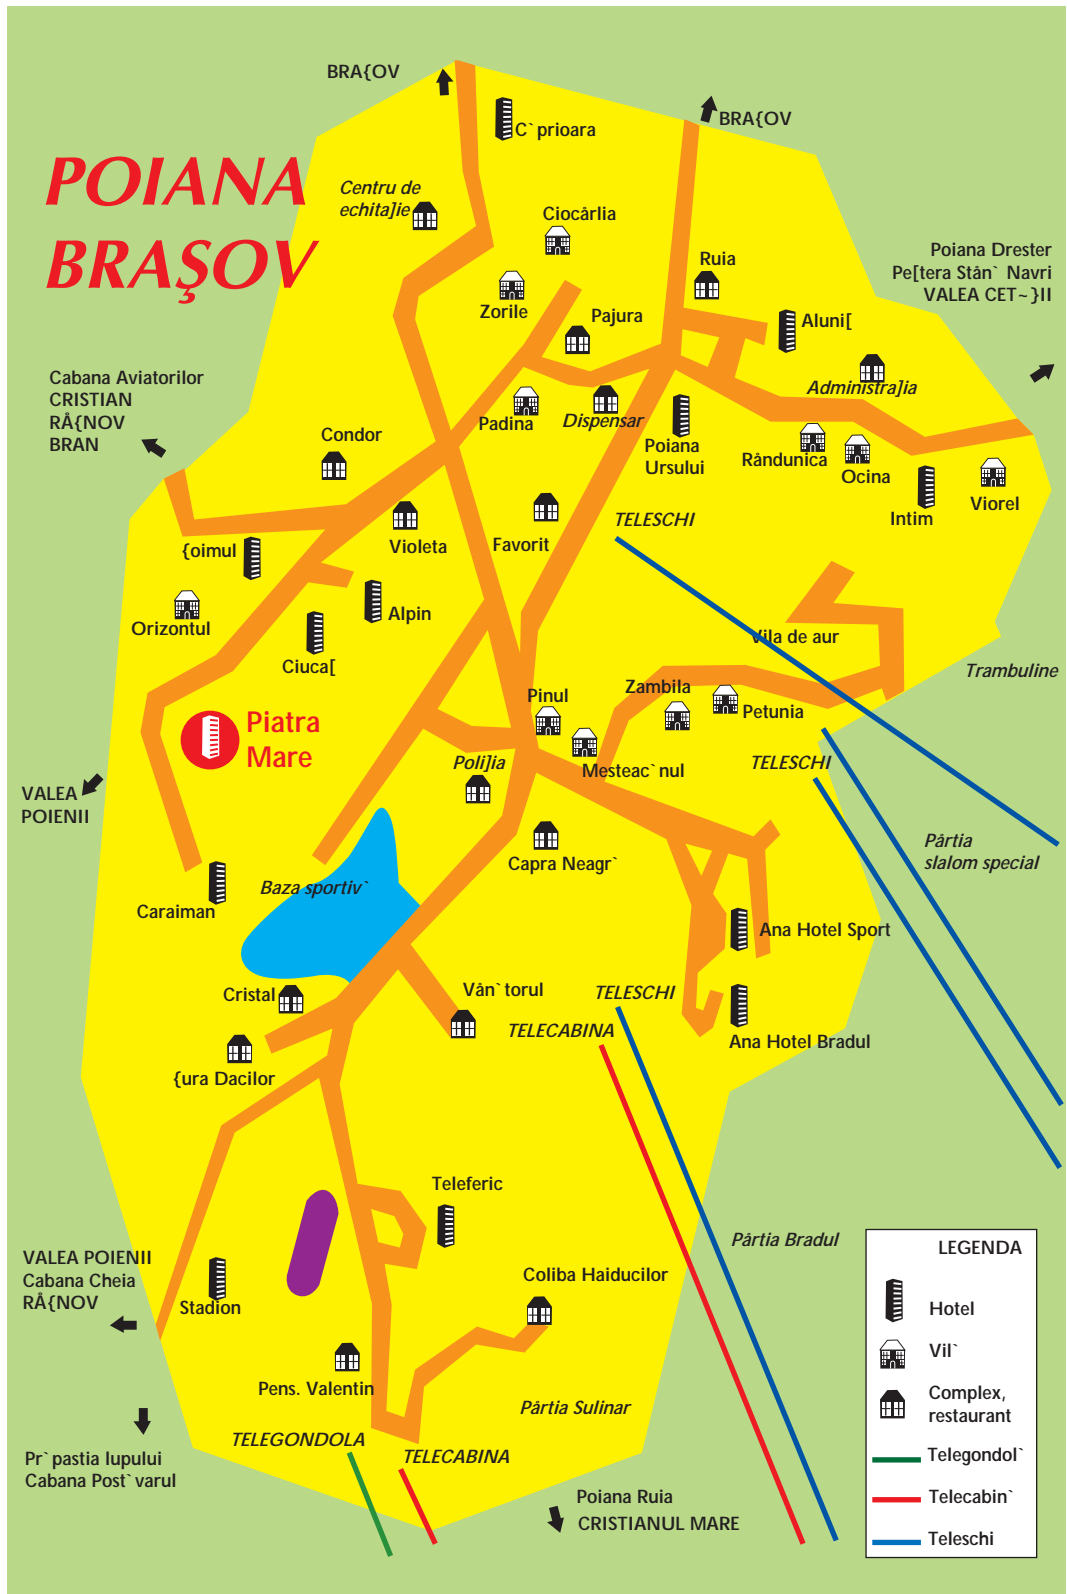 BRA{OV
C`prioara
BRA{OV
POIANA
BRAŞOV
Centru de
echita]ie
Ciocârlia
Ruia
Poiana Drester
Pe[tera Stân` Navri
VALEA CET~}II
Zorile
Pajura
Aluni[
Administra]ia
Cabana Aviatorilor
CRISTIAN
RÅ{NOV
BRAN
Condor
Padina
Dispensar
Poiana
Ursului
Rândunica
Ocina
Intim
Viorel
Violeta
Favorit
TELESCHI
{oimul
Orizontul
Alpin
Ciuca[
Vila de aur
Trambuline
Piatra
Mare
Pinul
Zambila
Petunia
Mesteac`nul
TELESCHI
Poli]ia
VALEA
POIENII
Capra Neagr`
Pârtia
slalom special
Baza sportiv`
Caraiman
Ana Hotel Sport
Cristal
Vân`torul
TELESCHI
TELECABINA
Ana Hotel Bradul
{ura Dacilor
Teleferic
Pârtia Bradul
VALEA POIENII
Cabana Cheia
RÅ{NOV
Stadion
Coliba Haiducilor
Pens. Valentin
Pârtia Sulinar
TELEGONDOLA
TELECABINA
Pr`pastia lupului
Cabana Post`varul
Poiana Ruia
CRISTIANUL MARE
LEGENDA
Hotel
Vil`
Complex,
restaurant
Telegondol`
Telecabin`
Teleschi